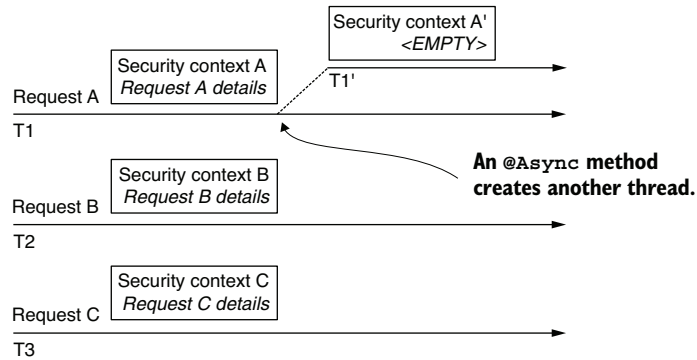 Security context A'
<EMPTY>
Security context A
Request A details
T1'
Request A
T1
An @Async method
creates another thread.
Security context B
Request B details
Request B
T2
Security context C
Request C details
Request C
T3